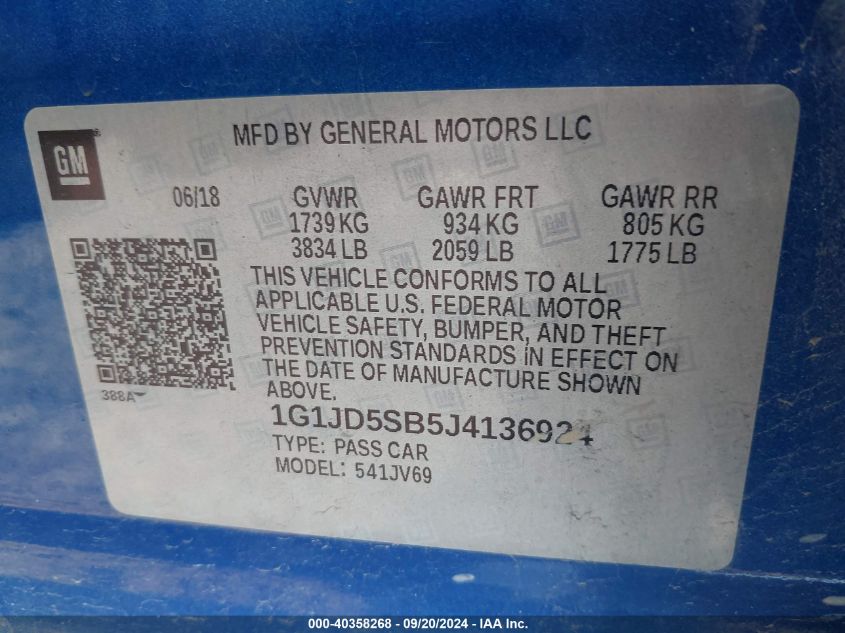 MFD BY GENERAL MOTORS LLC
GM
06/18 GVWR GAWR FRT GAWR RR
1739 KG 934 KG 805 KG
3834 LB 2059 LB 1775 LB
THIS VEHICLE CONFORMS TO ALL
APPLICABLE U.S. FEDERAL MOTOR
VEHICLE SAFETY, BUMPER, AND THEFT
PREVENTION STANDARDS IN EFFECT ON
THE DATE OF MANUFACTURE SHOWN
ABOVE.
388A
1G1JD5SB5J4136924
TYPE: PASS CAR
MODEL: 541JV69
000-40358268 - 09/20/2024 - IAA, Inc.